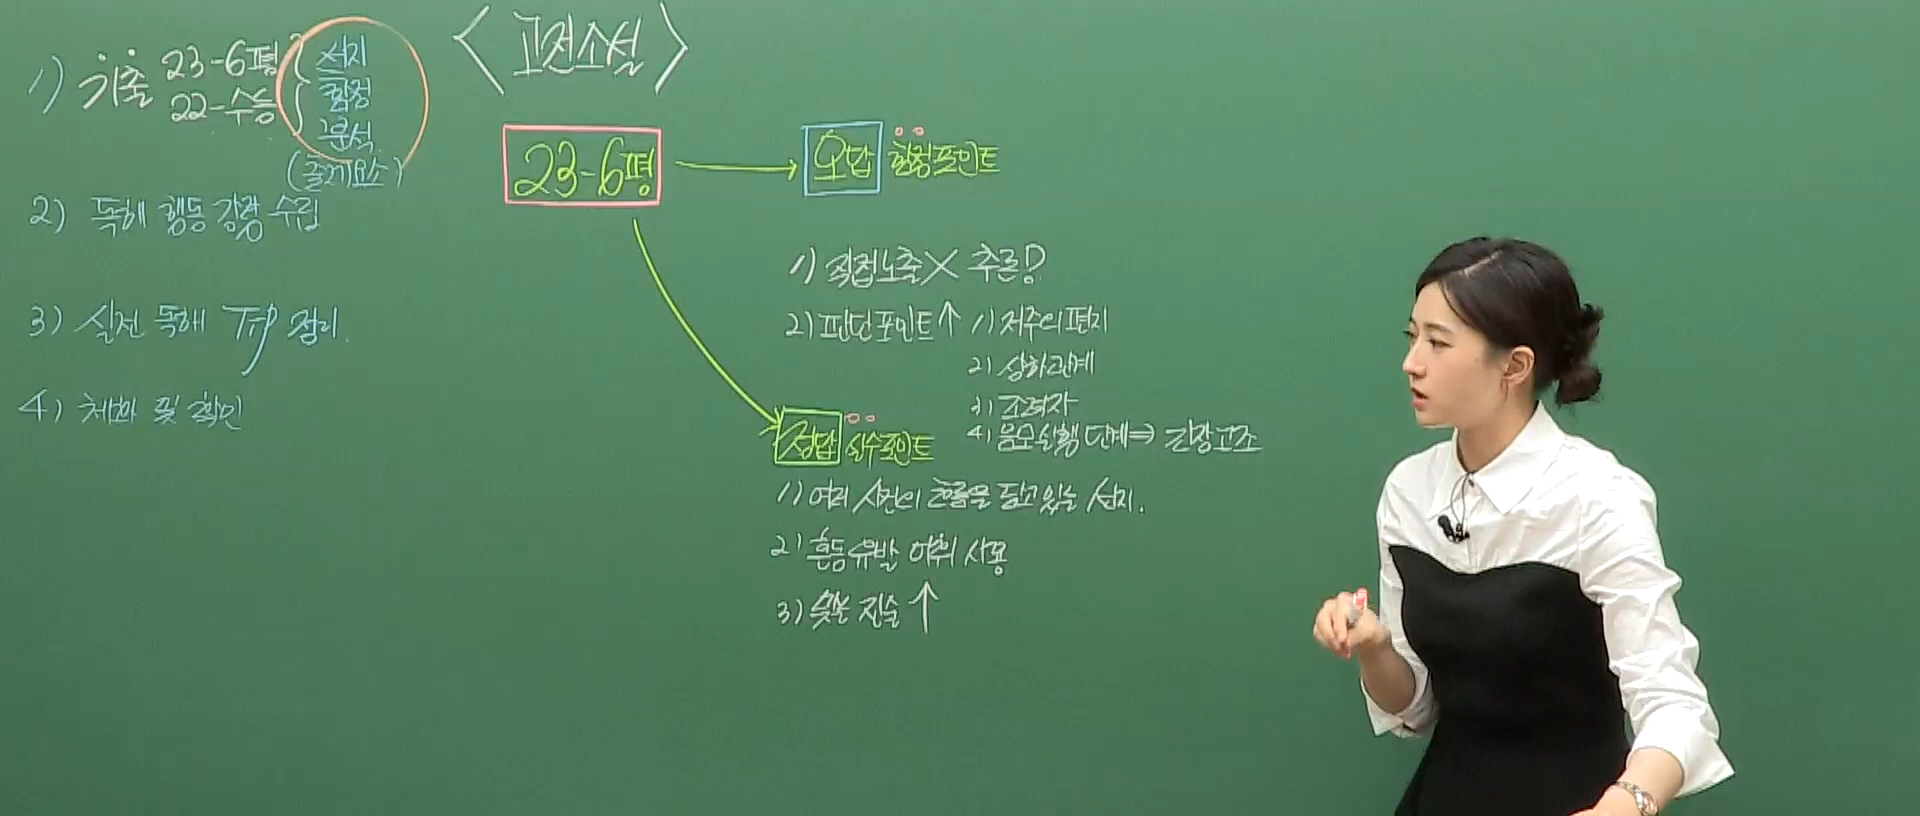 <고전소설>
1) 기출 23-6평
22-수능
선지
함정
분석
(출제요소)
2) 독해 행동 강령 수립
3) 실전 독해 TIP 정리.
4) 체화 및 확인
23-6평
오답 함정포인트
1) 직접노출X 추론?
2) 판단포인트↑ 1) 저주의 편지
2) 상하관계
3) 조력자
4) 음모실행 단계⇒ 긴장고조
정답 실수포인트
1) 여러 사건의 흐름을 담고 있는 선지.
2) 혼동유발 어휘 사용
3) 숨은 진술↑